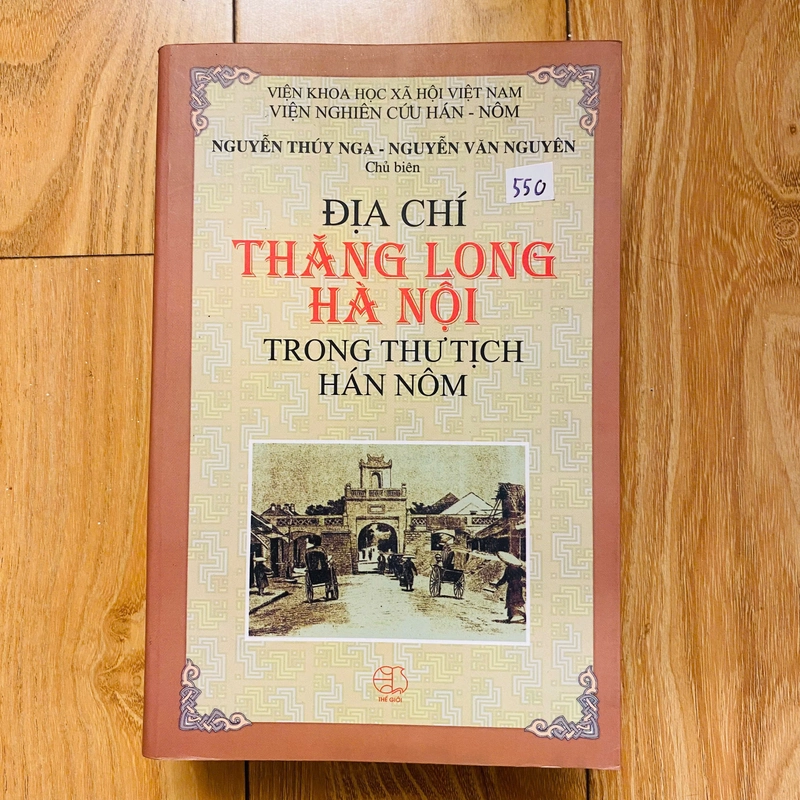 VIỆN KHOA HỌC XÃ HỘI VIỆT NAM
VIỆN NGHIÊN CỨU HÁN - NÔM
NGUYỄN THÚY NGA - NGUYỄN VĂN NGUYÊN
Chủ biên
550
ĐỊA CHÍ
THĂNG LONG
HÀ NỘI
TRONG THƯ TỊCH
HÁN NÔM
THẾ GIỚI